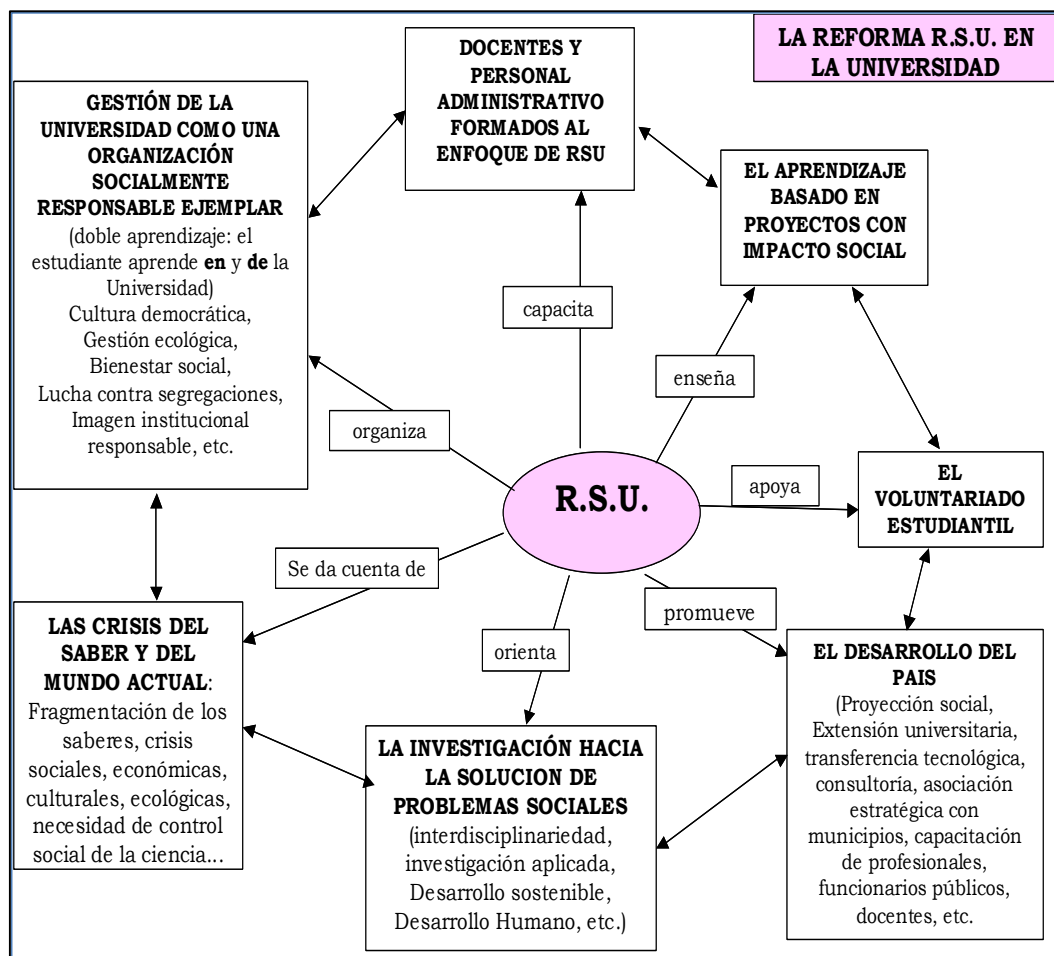 LA REFORMA R.S.U. EN
LA UNIVERSIDAD
DOCENTES Y
PERSONAL
ADMINISTRATIVO
FORMADOS AL
ENFOQUE DE RSU
GESTIÓN DE LA
UNIVERSIDAD COMO UNA
ORGANIZACIÓN
SOCIALMENTE
RESPONSABLE EJEMPLAR
(doble aprendizaje: el
estudiante aprende en y de la
Universidad)
Cultura democrática,
Gestión ecológica,
Bienestar social,
Lucha contra segregaciones,
Imagen institucional
responsable, etc.
EL APRENDIZAJE
BASADO EN
PROYECTOS CON
IMPACTO SOCIAL
capacita
enseña
organiza
R.S.U.
apoya
EL
VOLUNTARIADO
ESTUDIANTIL
Se da cuenta de
promueve
orienta
LAS CRISIS DEL
SABER Y DEL
MUNDO ACTUAL:
Fragmentación de los
saberes, crisis
sociales, económicas,
culturales, ecológicas,
necesidad de control
social de la ciencia...
LA INVESTIGACIÓN HACIA
LA SOLUCION DE
PROBLEMAS SOCIALES
(interdisciplinariedad,
investigación aplicada,
Desarrollo sostenible,
Desarrollo Humano, etc.)
EL DESARROLLO DEL
PAIS
(Proyección social,
Extensión universitaria,
transferencia tecnológica,
consultoría, asociación
estratégica con
municipios, capacitación
de profesionales,
funcionarios públicos,
docentes, etc.